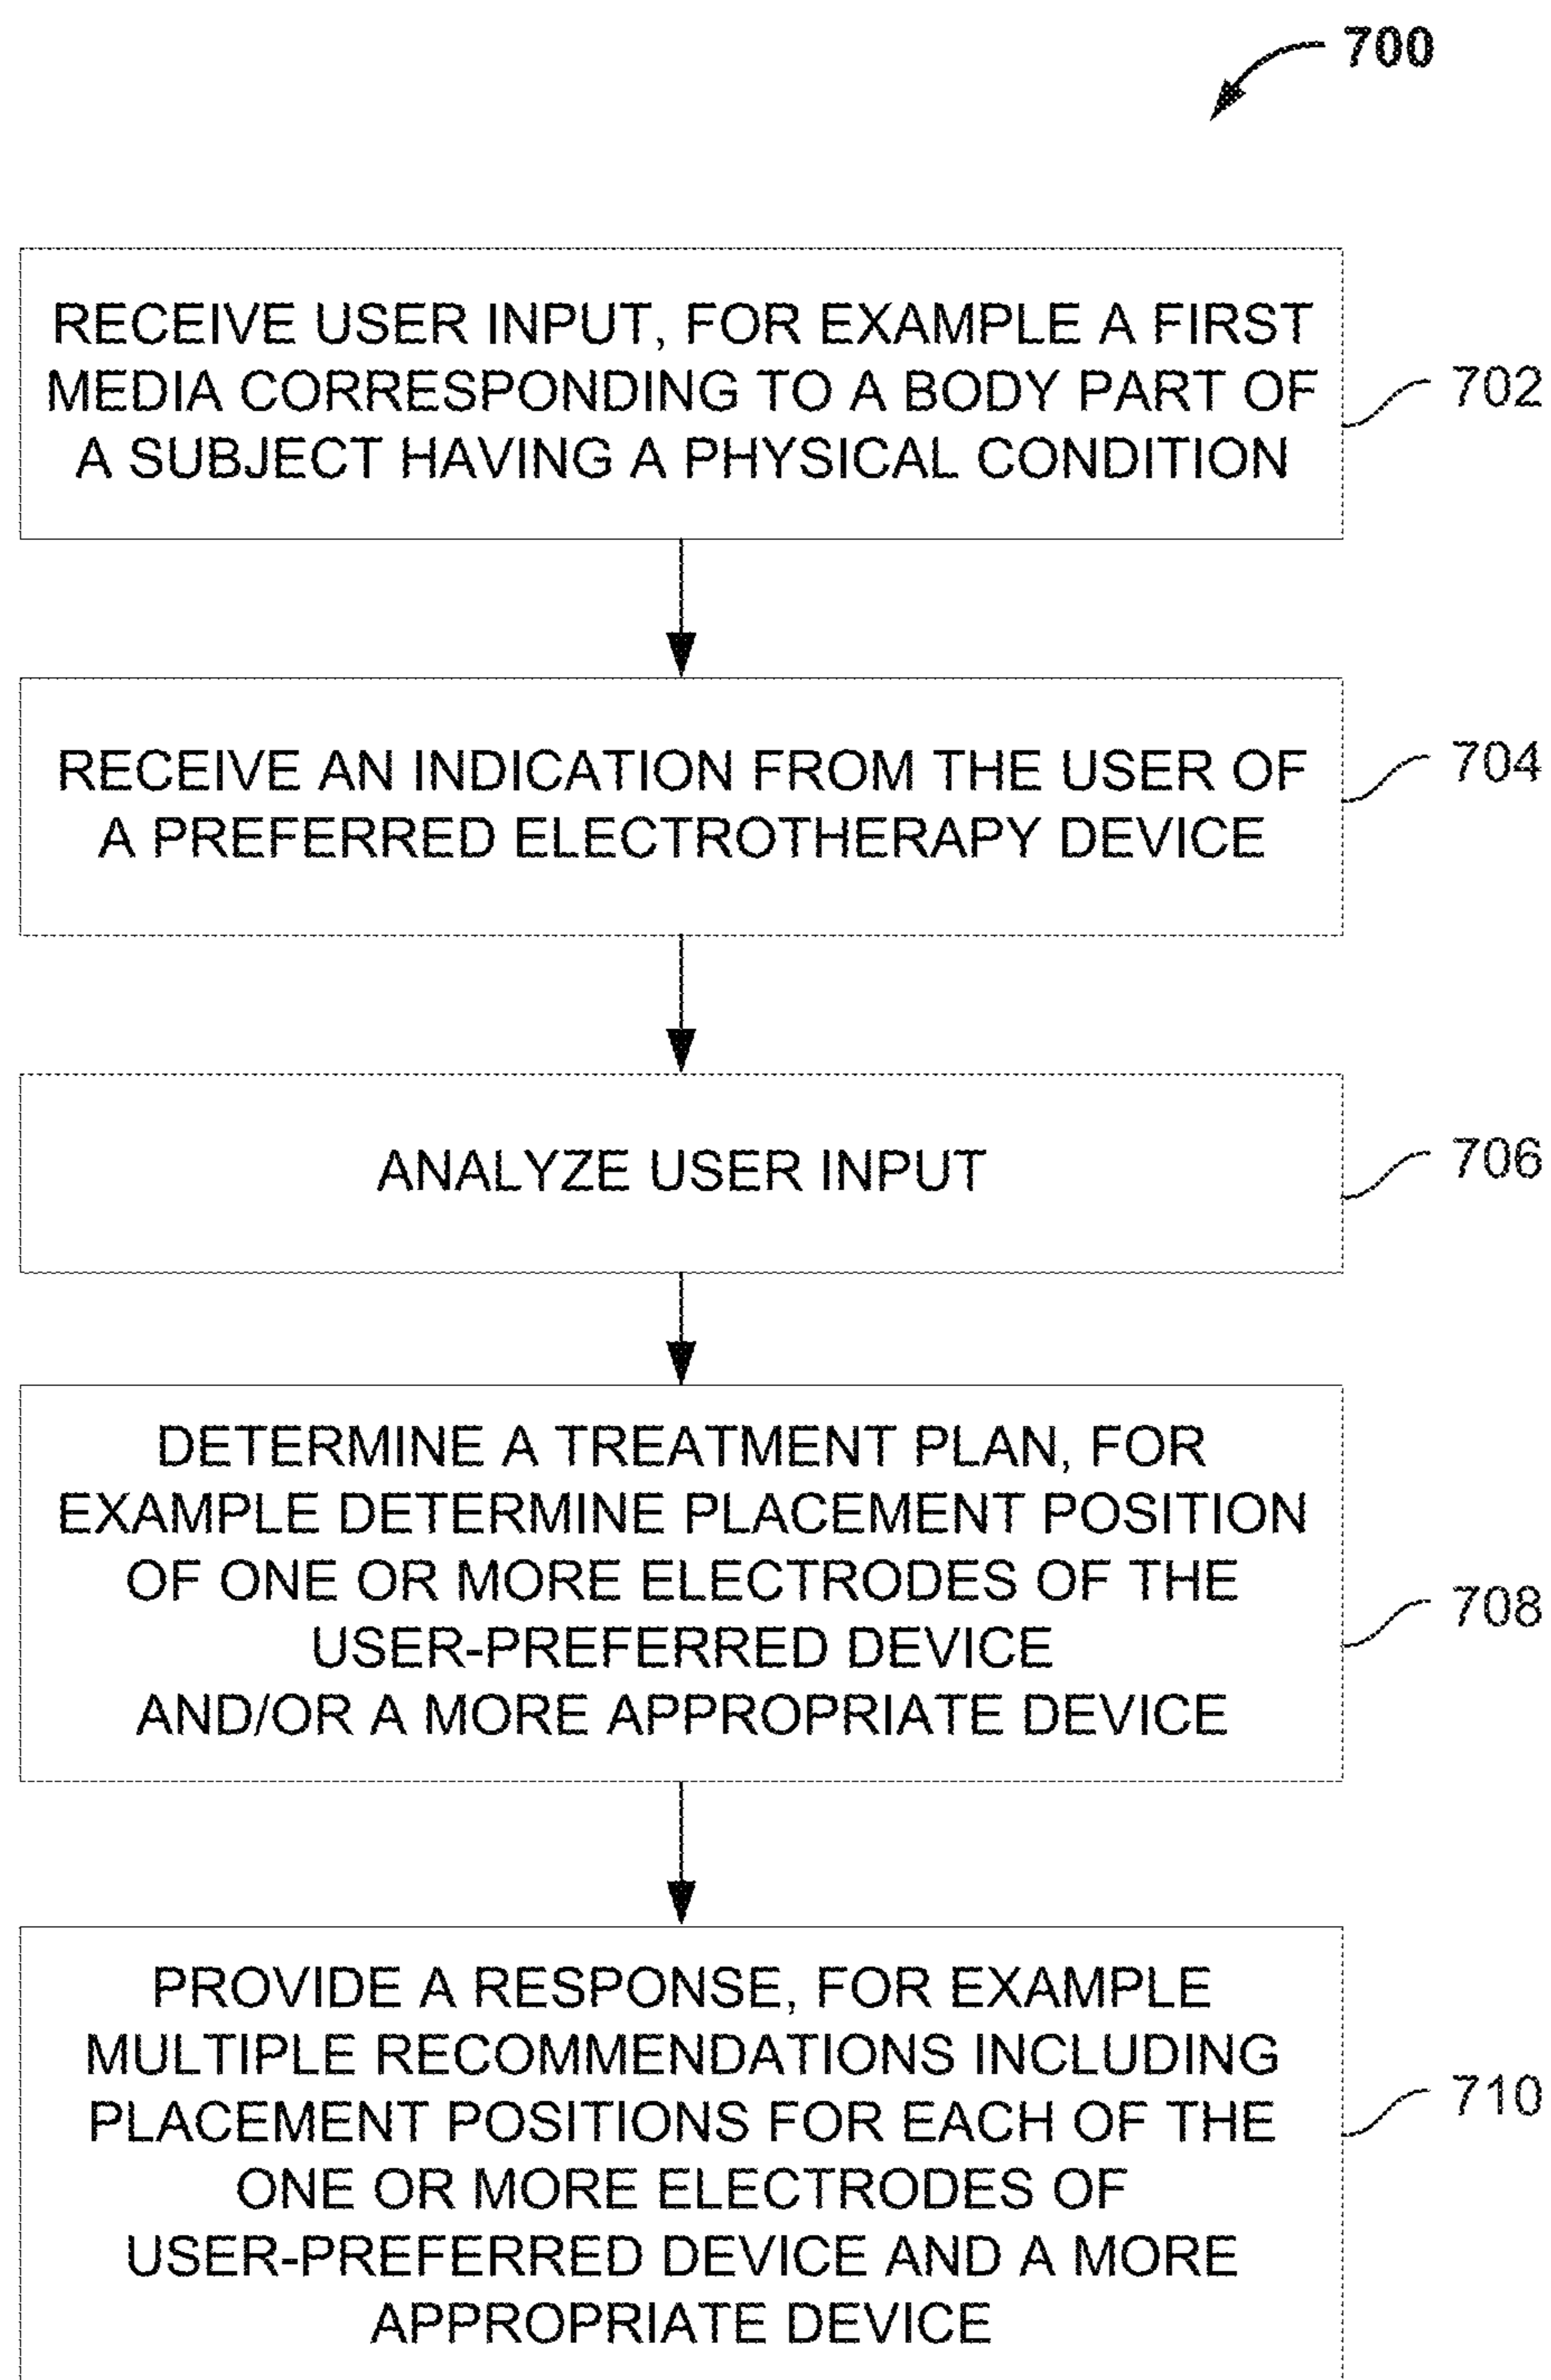 700
RECEIVE USER INPUT, FOR EXAMPLE A FIRST
MEDIA CORRESPONDING TO A BODY PART OF
A SUBJECT HAVING A PHYSICAL CONDITION
702
RECEIVE AN INDICATION FROM THE USER OF
A PREFERRED ELECTROTHERAPY DEVICE
704
ANALYZE USER INPUT
706
DETERMINE A TREATMENT PLAN, FOR
EXAMPLE DETERMINE PLACEMENT POSITION
OF ONE OR MORE ELECTRODES OF THE
USER-PREFERRED DEVICE
AND/OR A MORE APPROPRIATE DEVICE
708
PROVIDE A RESPONSE, FOR EXAMPLE
MULTIPLE RECOMMENDATIONS INCLUDING
PLACEMENT POSITIONS FOR EACH OF THE
ONE OR MORE ELECTRODES OF
USER-PREFERRED DEVICE AND A MORE
APPROPRIATE DEVICE
710